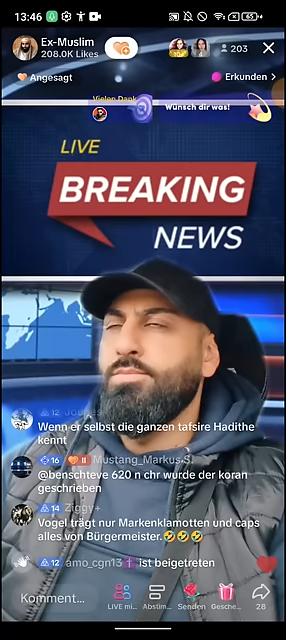 13:46
65
Ex-Muslim
208.0K Likes
203
Angesagt
Erkunden
Vielen Dank
Wünsch dir was!
LIVE
BREAKING
NEWS
12
Wenn er selbst die ganzen tafsire Hadithe
kennt
16 Mustang_Markus.S.
@benschteve 620 n chr wurde der koran
geschrieben
14 Ziggy+
Vogel trägt nur Markenklamotten und caps
alles von Bürgermeister.🤣🤣🤣
12 amo_cgn13 ist beigetreten
Komment...
LIVE mi...
Abstim...
Senden
Gesche...
28